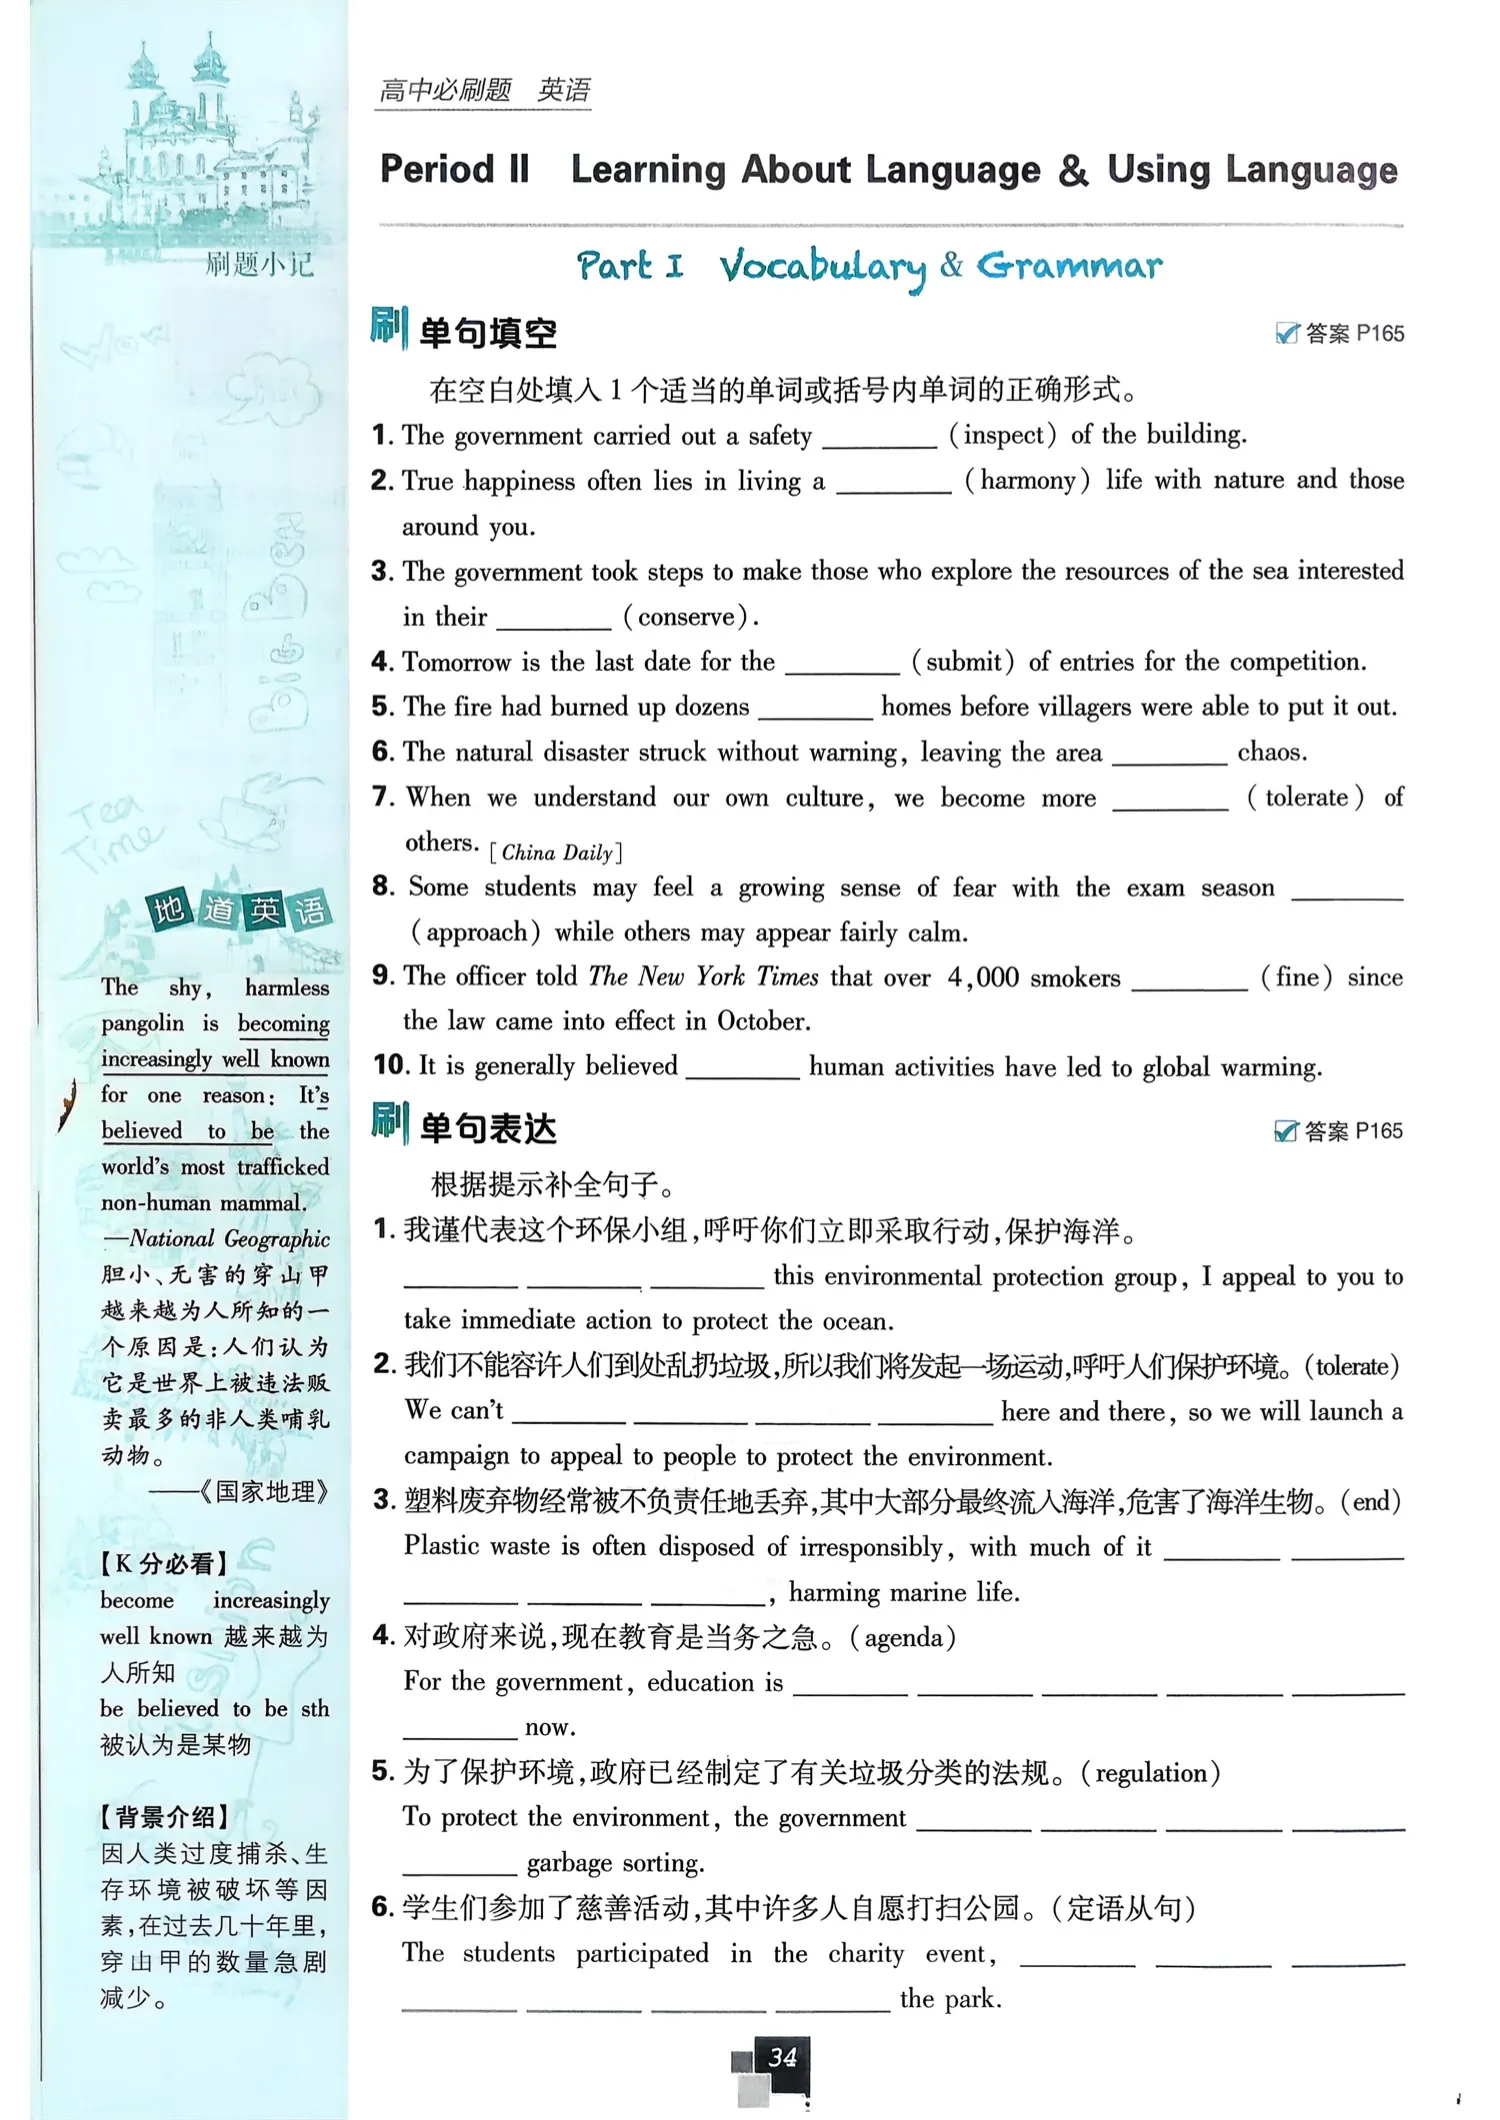 高中必刷题 英语
Period II Learning About Language & Using Language
Part I Vocabulary & Grammar
刷 单句填空
答案 P165
在空白处填入 1 个适当的单词或括号内单词的正确形式。
1. The government carried out a safety ________ (inspect) of the building.
2. True happiness often lies in living a ________ (harmony) life with nature and those
around you.
3. The government took steps to make those who explore the resources of the sea interested
in their ________ (conserve).
4. Tomorrow is the last date for the ________ (submit) of entries for the competition.
5. The fire had burned up dozens ________ homes before villagers were able to put it out.
6. The natural disaster struck without warning, leaving the area ________ chaos.
7. When we understand our own culture, we become more ________ (tolerate) of
others. [China Daily]
8. Some students may feel a growing sense of fear with the exam season ________
(approach) while others may appear fairly calm.
9. The officer told The New York Times that over 4,000 smokers ________ (fine) since
the law came into effect in October.
10. It is generally believed ________ human activities have led to global warming.
刷 单句表达
答案 P165
根据提示补全句子。
1. 我谨代表这个环保小组,呼吁你们立即采取行动,保护海洋。
________ ________ ________ this environmental protection group, I appeal to you to
take immediate action to protect the ocean.
2. 我们不能容许人们到处乱扔垃圾,所以我们将发起一场运动,呼吁人们保护环境。(tolerate)
We can't ________ ________ ________ ________ here and there, so we will launch a
campaign to appeal to people to protect the environment.
3. 塑料废弃物经常被不负责任地丢弃,其中大部分最终流入海洋,危害了海洋生物。(end)
Plastic waste is often disposed of irresponsibly, with much of it ________ ________
________ ________ ________, harming marine life.
4. 对政府来说,现在教育是当务之急。(agenda)
For the government, education is ________ ________ ________ ________ ________
________ now.
5. 为了保护环境,政府已经制定了有关垃圾分类的法规。(regulation)
To protect the environment, the government ________ ________ ________ ________
________ garbage sorting.
6. 学生们参加了慈善活动,其中许多人自愿打扫公园。(定语从句)
The students participated in the charity event, ________ ________ ________
________ ________ ________ ________ the park.
34
刷题小记
Wow
Big Ben
Tea
Time
地道英语
The shy, harmless
pangolin is becoming
increasingly well known
for one reason: It's
believed to be the
world's most trafficked
non-human mammal.
—National Geographic
胆小、无害的穿山甲
越来越为人所知的一
个原因是:人们认为
它是世界上被违法贩
卖最多的非人类哺乳
动物。
——《国家地理》
【K 分必看】
become increasingly
well known 越来越为
人所知
be believed to be sth
被认为是某物
【背景介绍】
因人类过度捕杀、生
存环境被破坏等因
素,在过去几十年里,
穿山甲的数量急剧
减少。